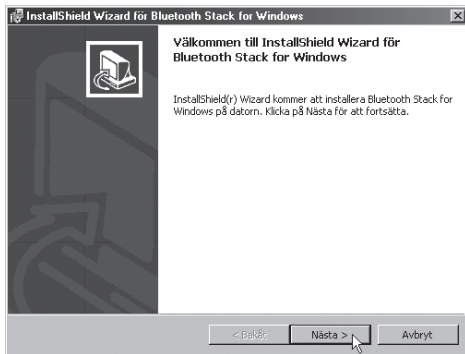 InstallShield Wizard för Bluetooth Stack for Windows
Välkommen till InstallShield Wizard för
Bluetooth Stack for Windows
InstallShield(r) Wizard kommer att installera Bluetooth Stack for
Windows på datorn. Klicka på Nästa för att fortsätta.
< Bakåt Nästa > Avbryt